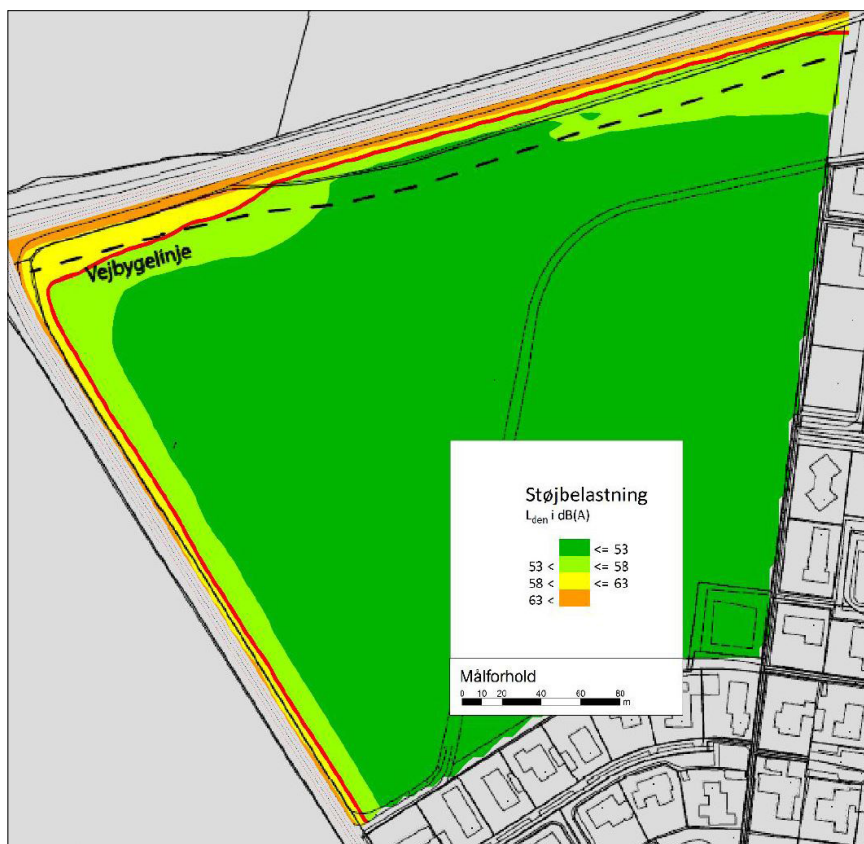 Vejbygelinje
Støjbelastning
Lden i dB(A)
<= 53
53 < <= 58
58 < <= 63
63 <
Målforhold
0 10 20 40 60 80
m